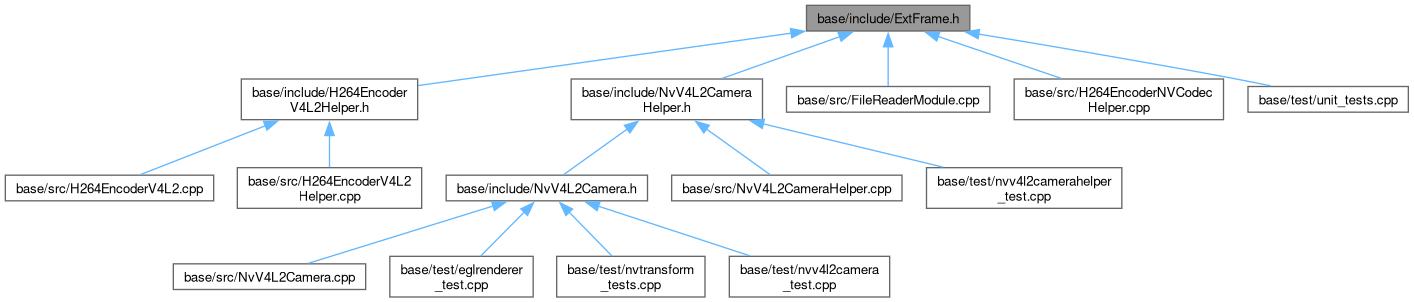 base/include/ExtFrame.h
base/include/H264Encoder
V4L2Helper.h
base/include/NvV4L2Camera
Helper.h
base/src/FileReaderModule.cpp
base/src/H264EncoderNVCodec
Helper.cpp
base/test/unit_tests.cpp
base/src/H264EncoderV4L2.cpp
base/src/H264EncoderV4L2
Helper.cpp
base/include/NvV4L2Camera.h
base/src/NvV4L2CameraHelper.cpp
base/test/nvv4l2camerahelper
_test.cpp
base/src/NvV4L2Camera.cpp
base/test/eglrenderer
_test.cpp
base/test/nvtransform
_tests.cpp
base/test/nvv4l2camera
_test.cpp